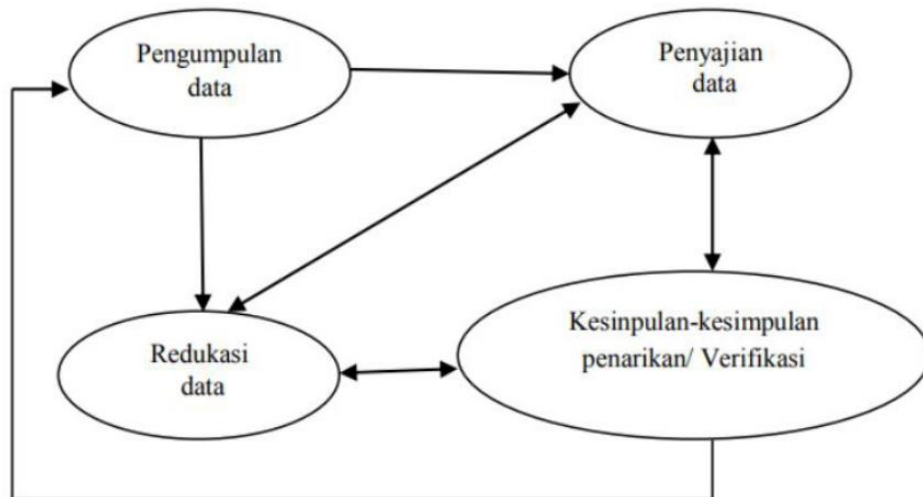 Pengumpulan
data
Penyajian
data
Redukasi
data
Kesinpulan-kesimpulan
penarikan/ Verifikasi